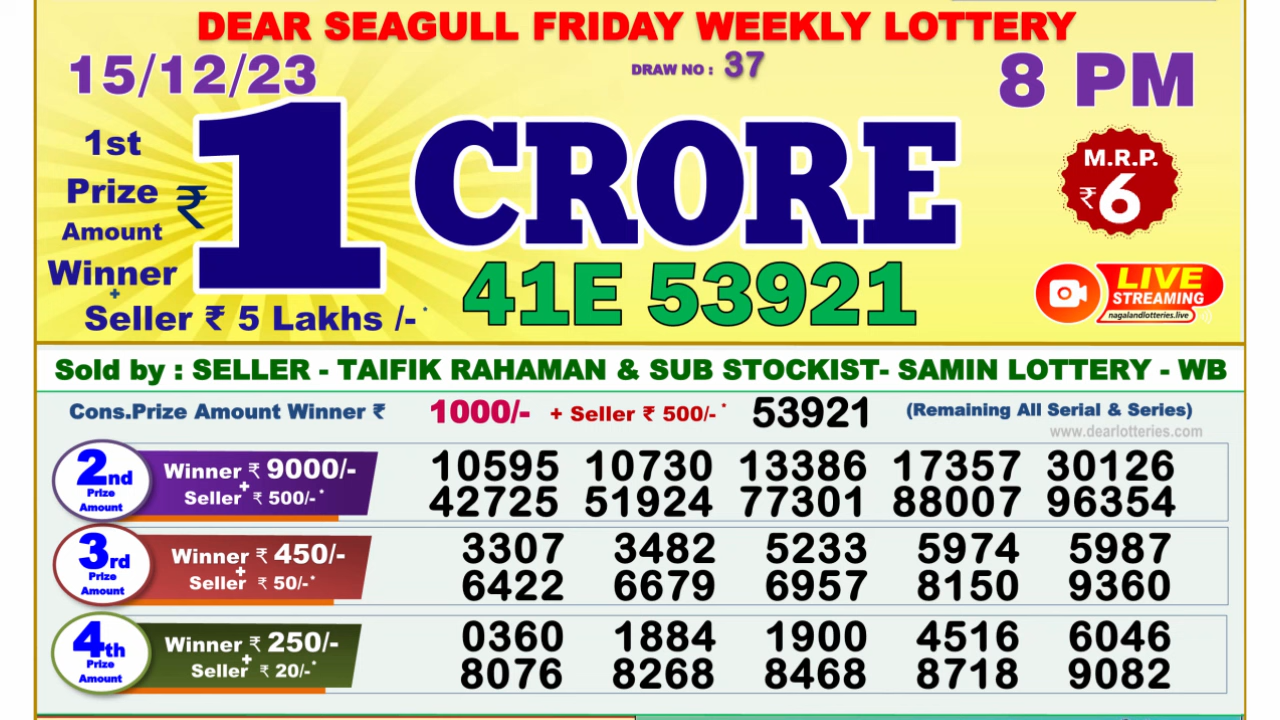 DEAR SEAGULL FRIDAY WEEKLY LOTTERY
15/12/23
DRAW NO : 37
8 PM
1st
Prize
Amount
Winner
+
Seller ₹ 5 Lakhs /-*
₹ 1 CRORE
41E 53921
M.R.P.
₹ 6
LIVE
STREAMING
nagalandlotteries.live
Sold by : SELLER - TAIFIK RAHAMAN & SUB STOCKIST- SAMIN LOTTERY - WB
Cons.Prize Amount Winner ₹ 1000/- + Seller ₹ 500/-* 53921 (Remaining All Serial & Series)
www.dearlotteries.com
2nd
Prize
Amount
Winner ₹ 9000/-
+
Seller ₹ 500/-*
10595 10730 13386 17357 30126
42725 51924 77301 88007 96354
3rd
Prize
Amount
Winner ₹ 450/-
+
Seller ₹ 50/-*
3307 3482 5233 5974 5987
6422 6679 6957 8150 9360
4th
Prize
Amount
Winner ₹ 250/-
+
Seller ₹ 20/-*
0360 1884 1900 4516 6046
8076 8268 8468 8718 9082